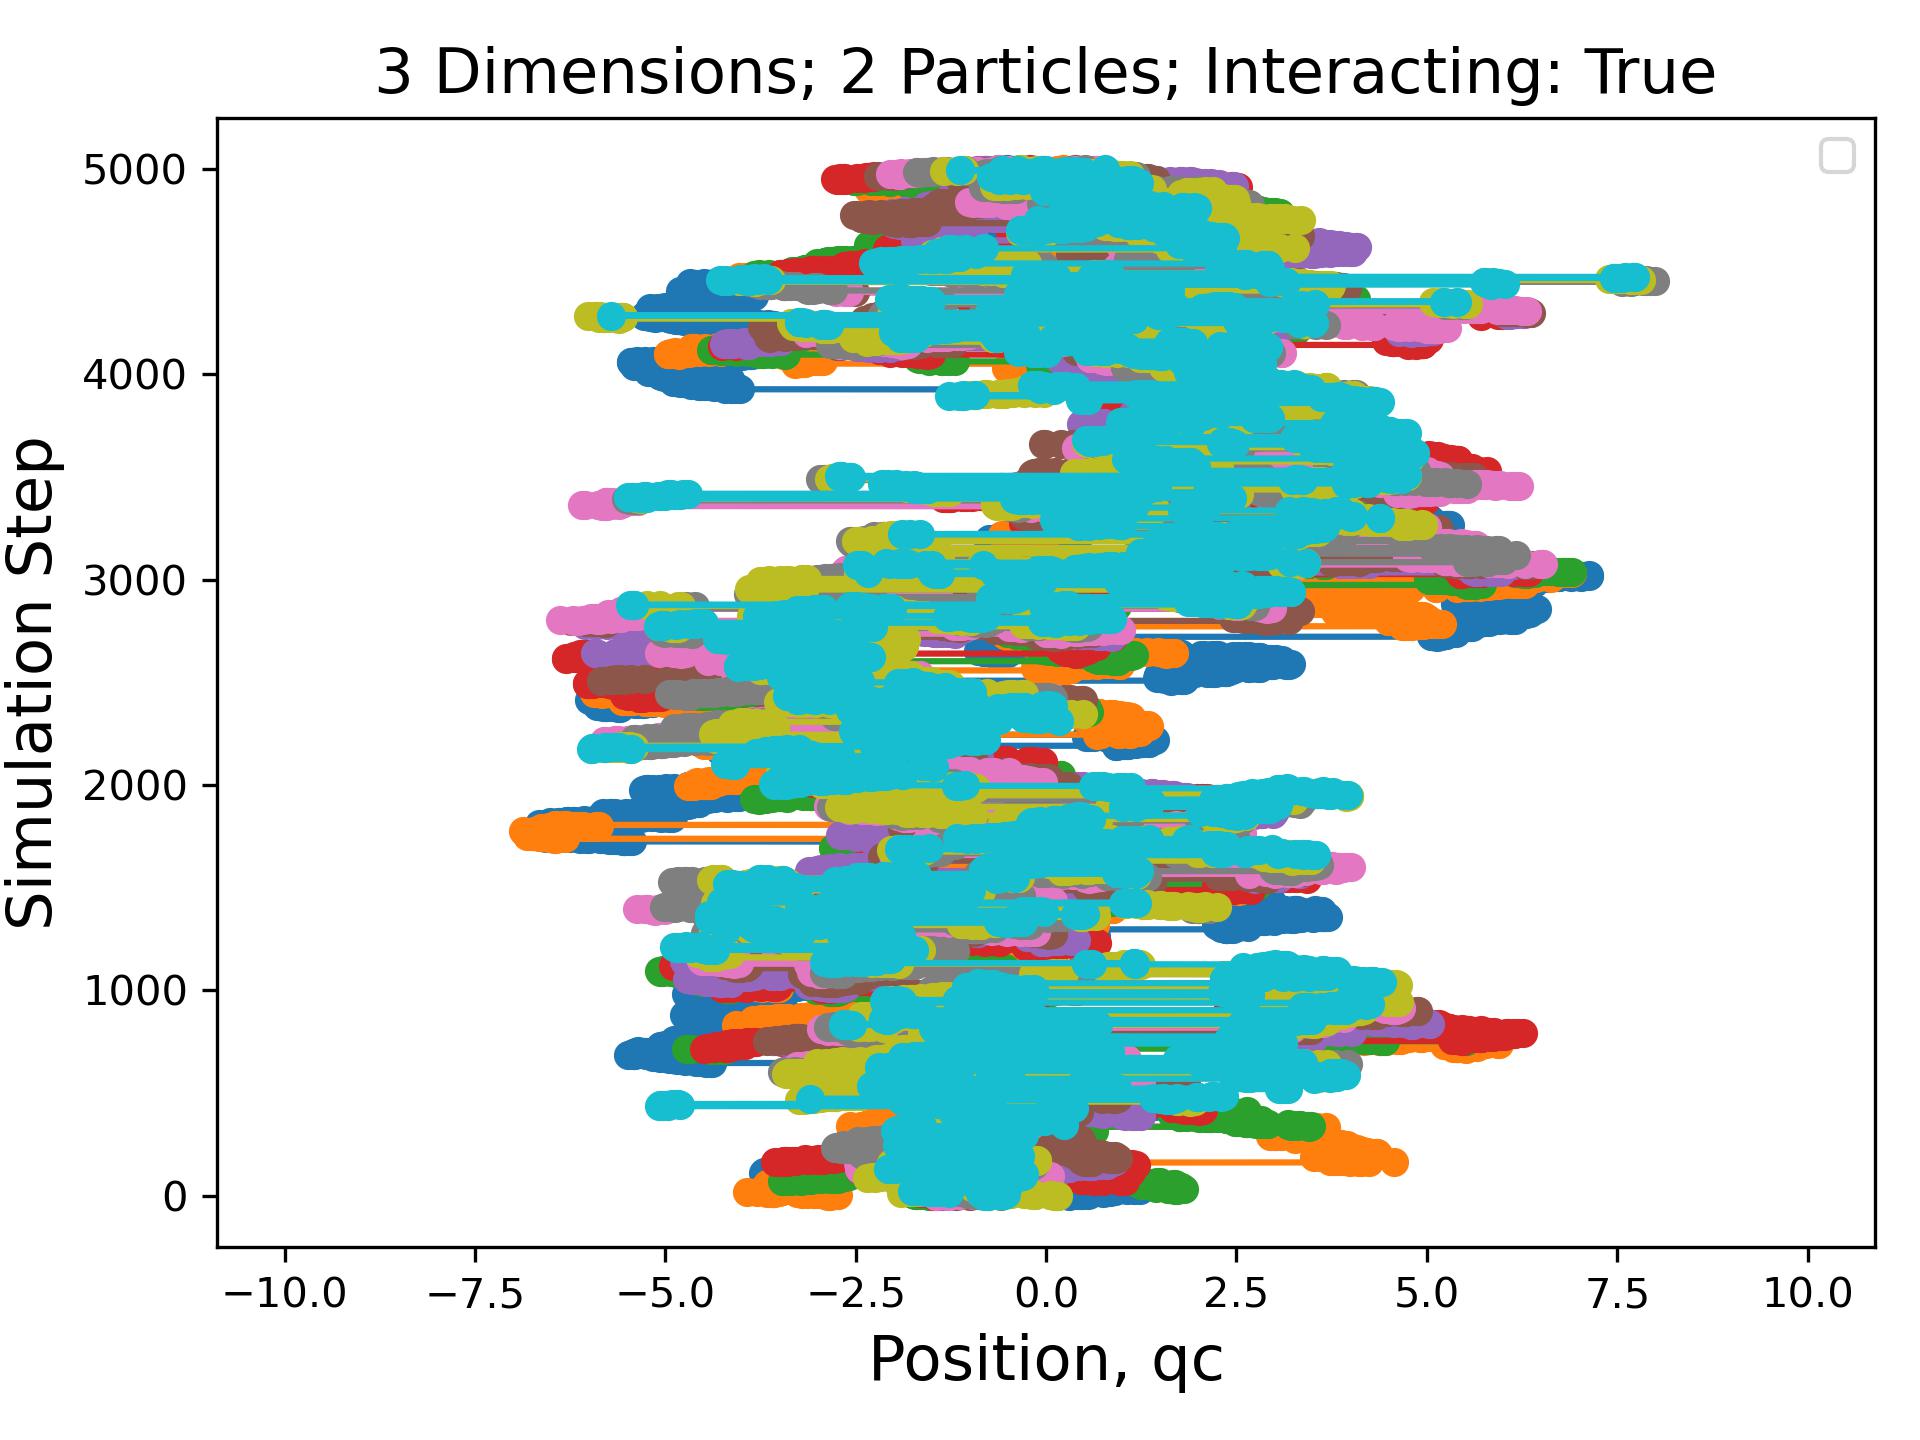 3 Dimensions; 2 Particles; Interacting: True
5000
4000
3000
2000
1000
0
Simulation Step
−10.0 −7.5 −5.0 −2.5 0.0 2.5 5.0 7.5 10.0
Position, qc